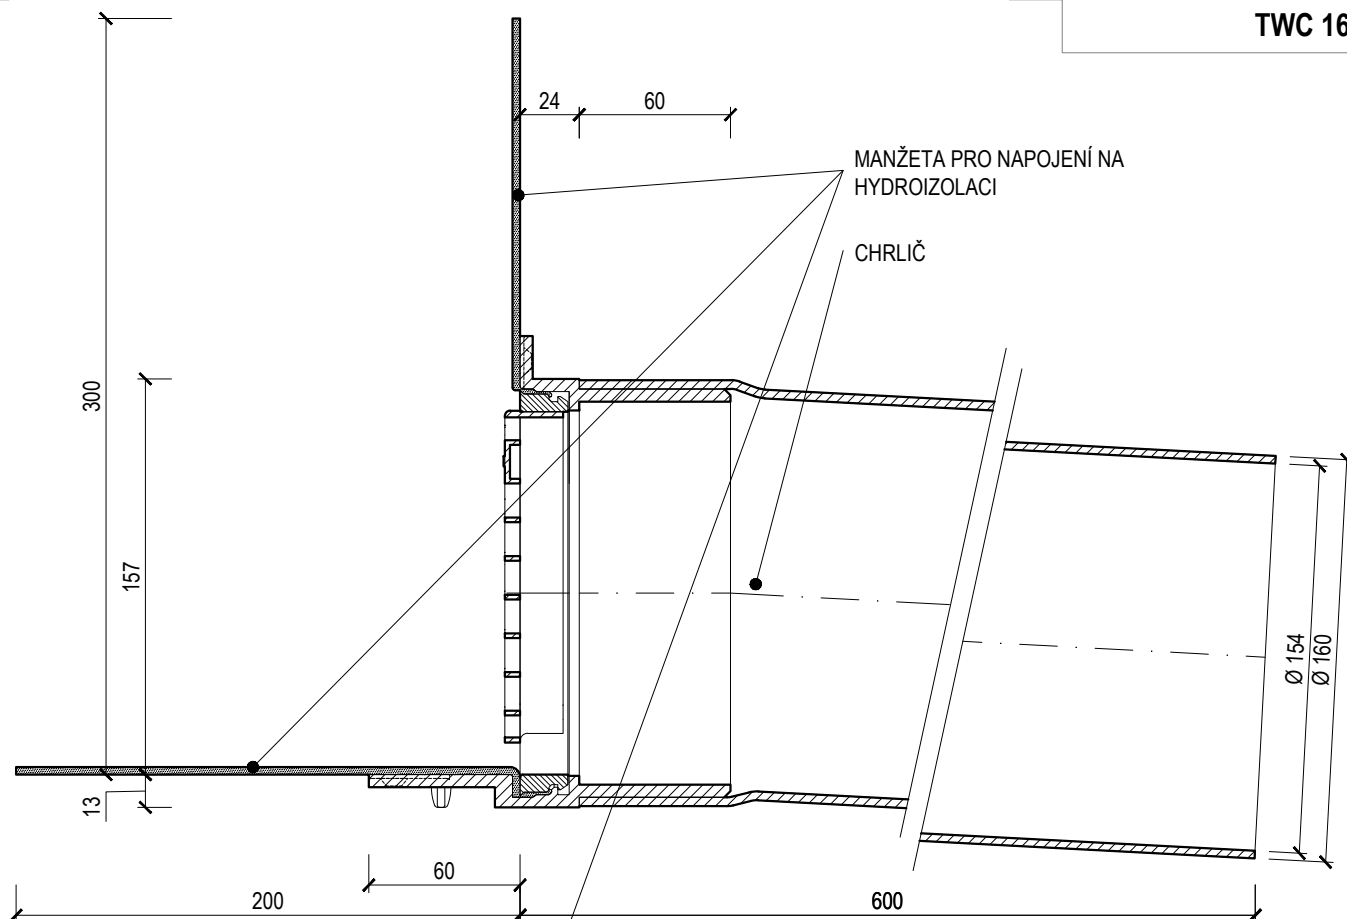 TWC 16
24
60
MANŽETA PRO NAPOJENÍ NA
HYDROIZOLACI
CHRLIČ
300
157
13
Ø 154
Ø 160
60
200
600